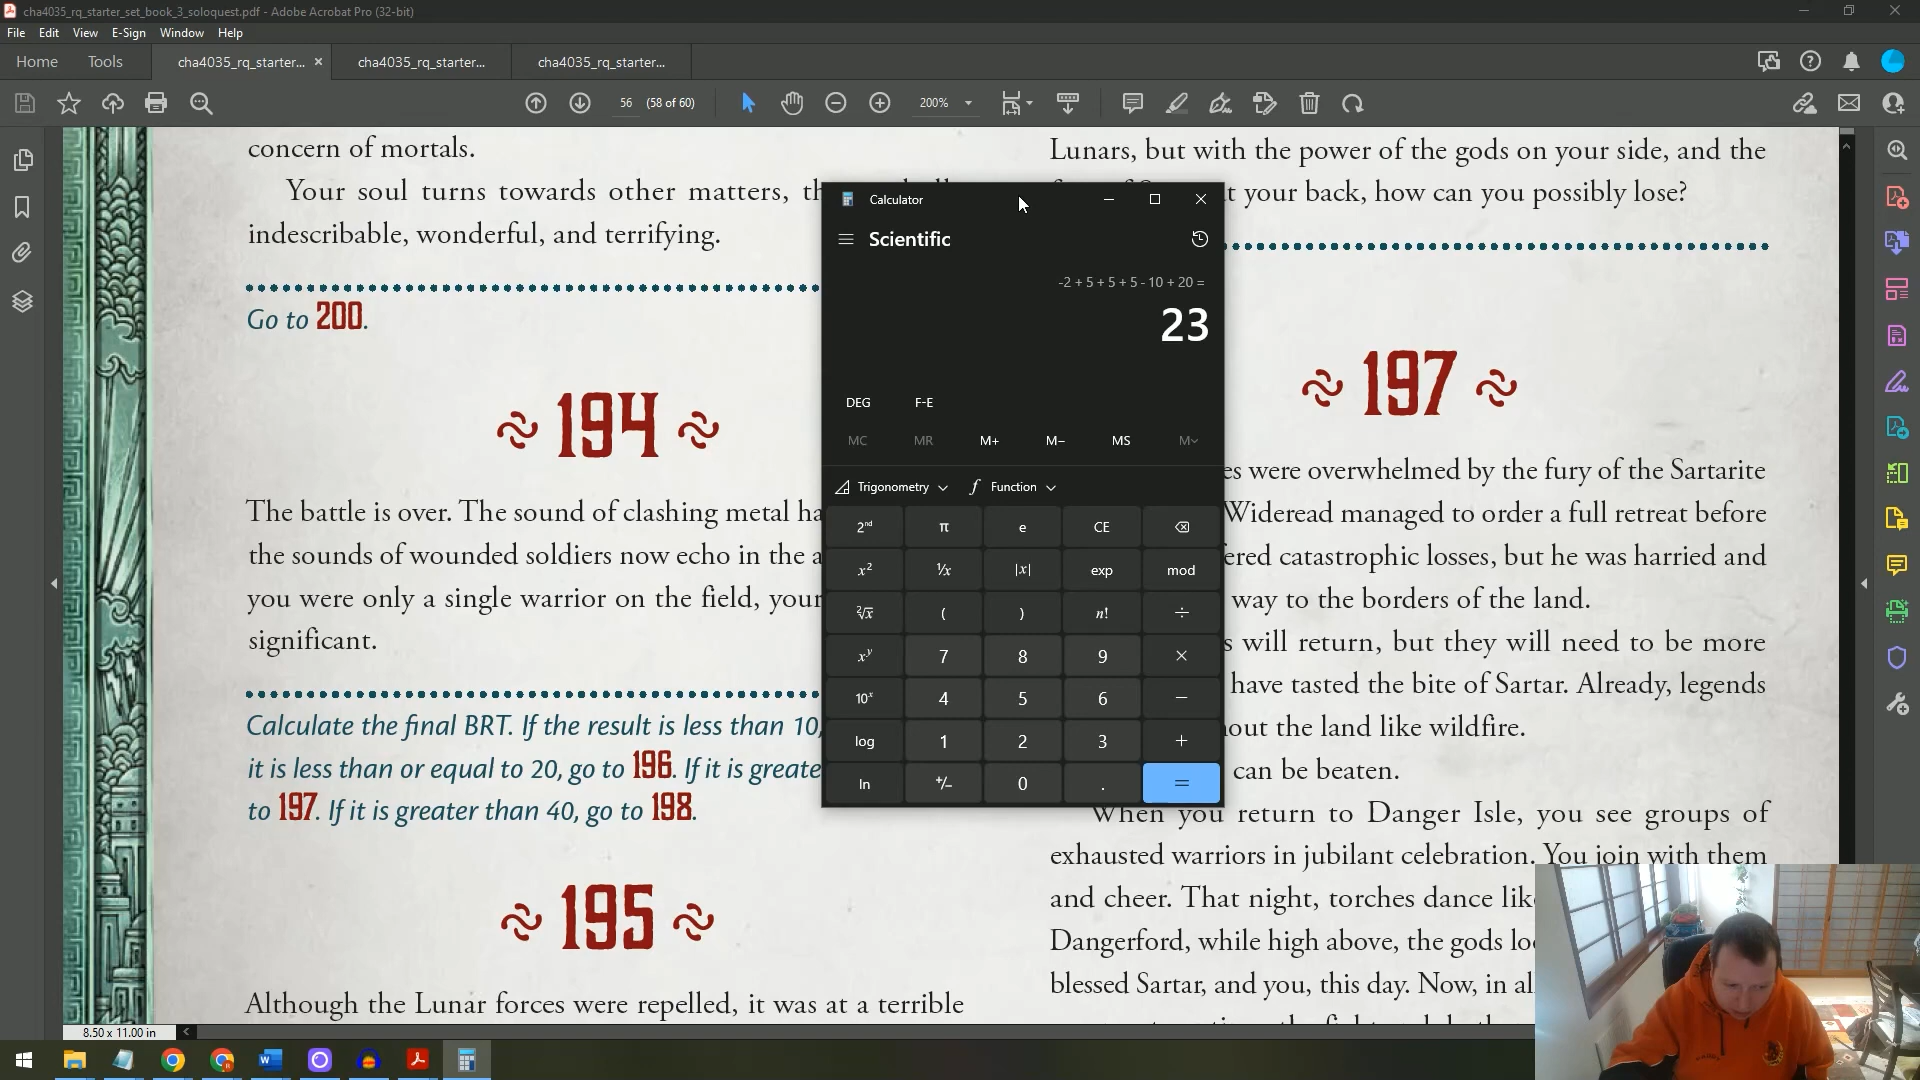 cha4035_rq_starter_set_book_3_soloquest.pdf - Adobe Acrobat Pro (32-bit)
File Edit View E-Sign Window Help
Home Tools cha4035_rq_starter... × cha4035_rq_starter... cha4035_rq_starter...
56 (58 of 60) 200%
concern of mortals.
Your soul turns towards other matters,
indescribable, wonderful, and terrifying.
Go to 200.
194
The battle is over. The sound of clashing metal
the sounds of wounded soldiers now echo in the
you were only a single warrior on the field, your
significant.
Calculate the final BRT. If the result is less than 10,
it is less than or equal to 20, go to 196. If it is
to 197. If it is greater than 40, go to 198.
195
Although the Lunar forces were repelled, it was at a terrible
8.50 x 11.00 in
Calculator
Scientific
-2 + 5 + 5 + 5 - 10 + 20 =
23
DEG F-E
MC MR M+ M− MS M
Trigonometry Function
2nd π e CE
x² ¹/x |x| exp mod
²√x ( ) n! ÷
xʸ 7 8 9 ×
10ˣ 4 5 6 −
log 1 2 3 +
ln +/− 0 . =
Lunars, but with the power of the gods on your side, and the
t your back, how can you possibly lose?
197
were overwhelmed by the fury of the Sartarite
Wideread managed to order a full retreat before
ered catastrophic losses, but he was harried and
way to the borders of the land.
s will return, but they will need to be more
have tasted the bite of Sartar. Already, legends
out the land like wildfire.
can be beaten.
When you return to Danger Isle, you see groups of
exhausted warriors in jubilant celebration. You join with them
and cheer. That night, torches dance
Dangerford, while high above, the gods
blessed Sartar, and you, this day. Now, in